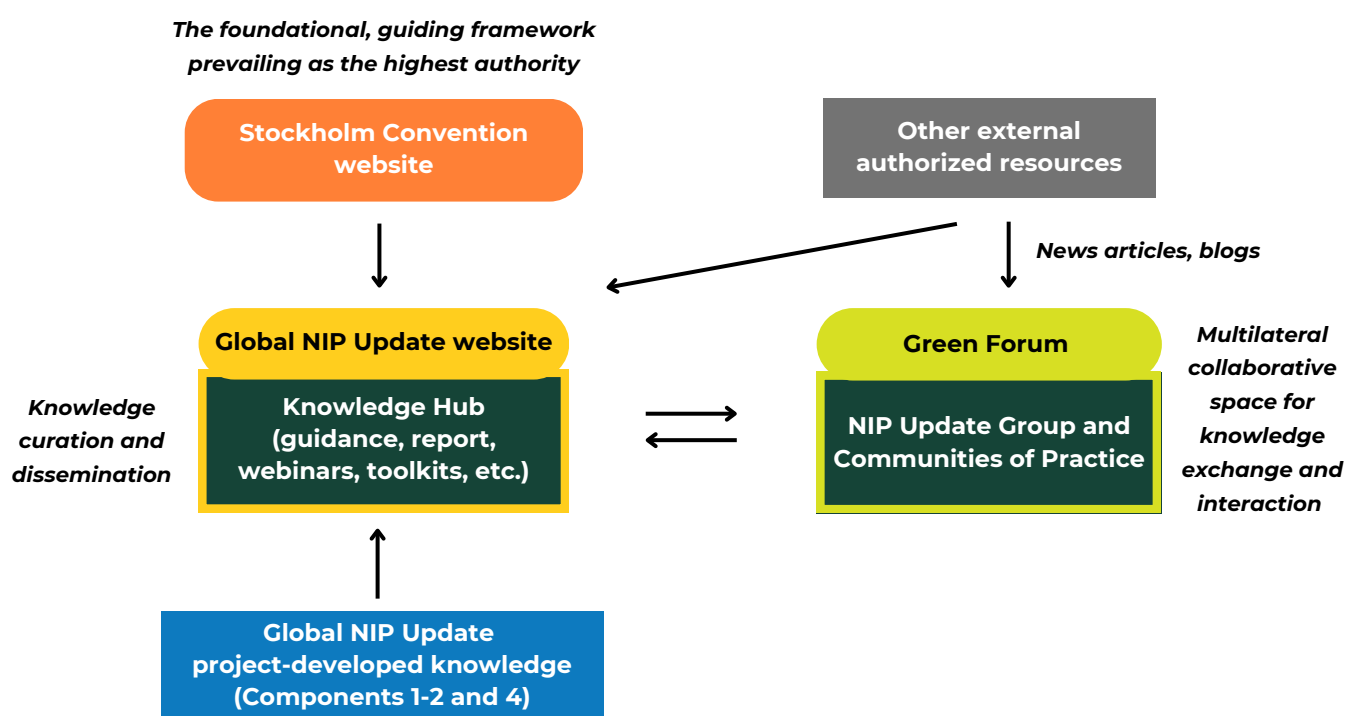 The foundational, guiding framework
prevailing as the highest authority
Stockholm Convention
website
Other external
authorized resources
News articles, blogs
Global NIP Update website
Knowledge Hub
(guidance, report,
webinars, toolkits, etc.)
Knowledge
curation and
dissemination
Green Forum
NIP Update Group and
Communities of Practice
Multilateral
collaborative
space for
knowledge
exchange and
interaction
Global NIP Update
project-developed knowledge
(Components 1-2 and 4)